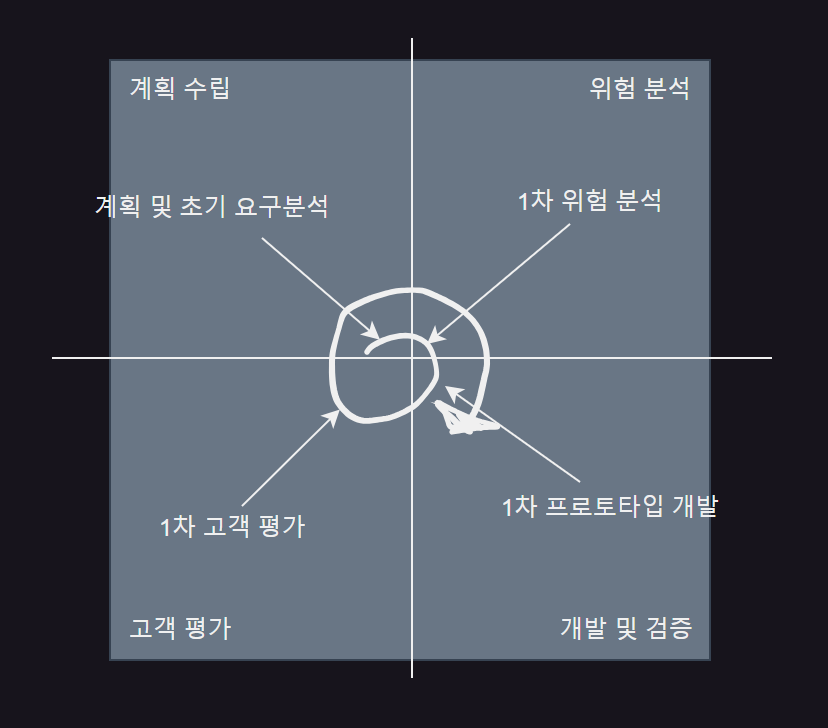 계획 수립
위험 분석
계획 및 초기 요구분석
1차 위험 분석
1차 고객 평가
1차 프로토타입 개발
고객 평가
개발 및 검증